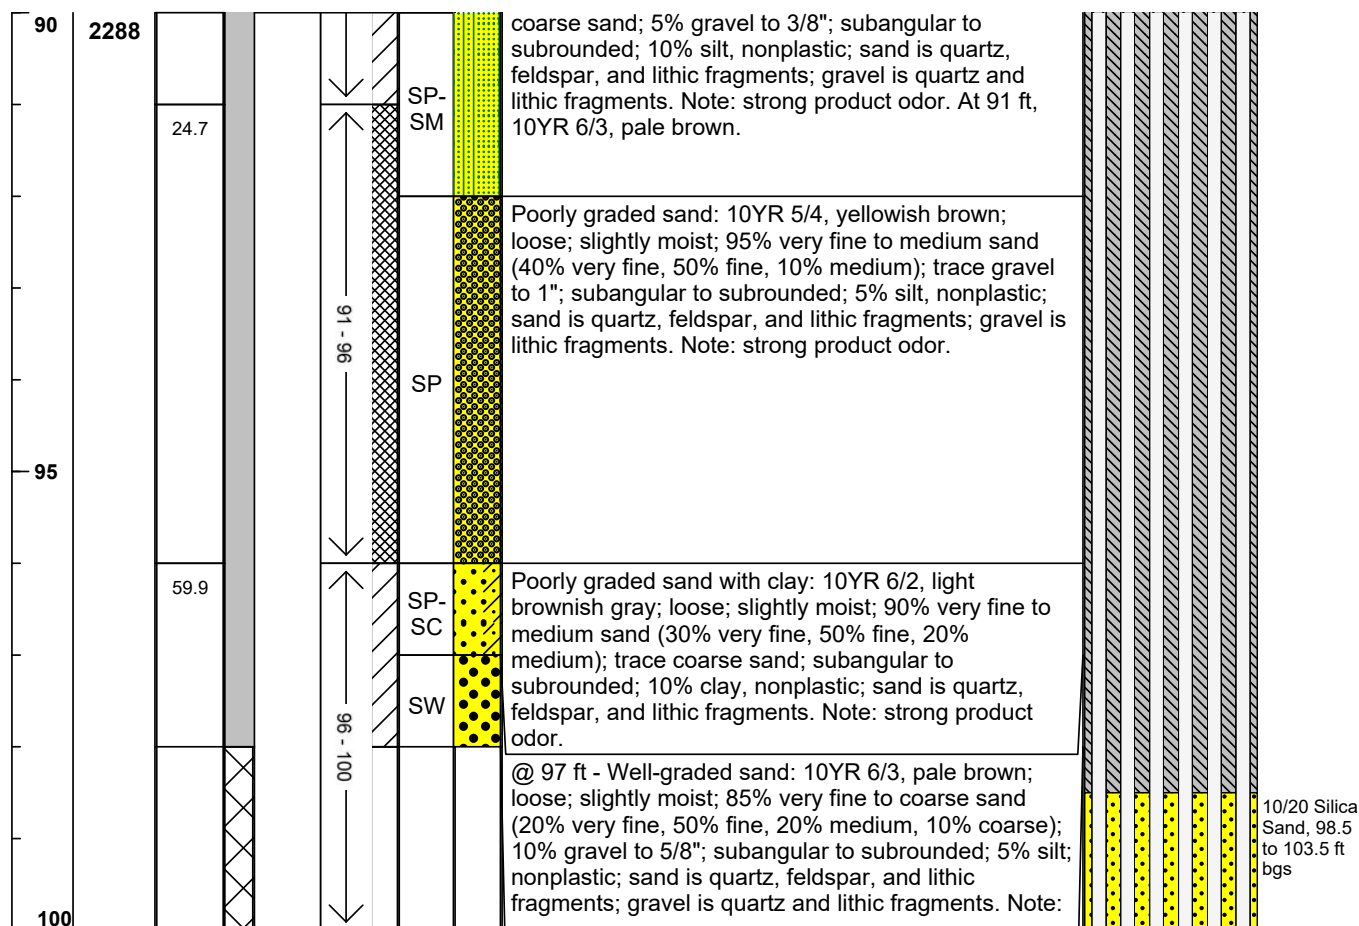 90
2288
24.7
91 - 96
95
59.9
96 - 100
100
SP-
SM
SP
SP-
SC
SW
coarse sand; 5% gravel to 3/8"; subangular to
subrounded; 10% silt, nonplastic; sand is quartz,
feldspar, and lithic fragments; gravel is quartz and
lithic fragments. Note: strong product odor. At 91 ft,
10YR 6/3, pale brown.
Poorly graded sand: 10YR 5/4, yellowish brown;
loose; slightly moist; 95% very fine to medium sand
(40% very fine, 50% fine, 10% medium); trace gravel
to 1"; subangular to subrounded; 5% silt, nonplastic;
sand is quartz, feldspar, and lithic fragments; gravel is
lithic fragments. Note: strong product odor.
Poorly graded sand with clay: 10YR 6/2, light
brownish gray; loose; slightly moist; 90% very fine to
medium sand (30% very fine, 50% fine, 20%
medium); trace coarse sand; subangular to
subrounded; 10% clay, nonplastic; sand is quartz,
feldspar, and lithic fragments. Note: strong product
odor.
@ 97 ft - Well-graded sand: 10YR 6/3, pale brown;
loose; slightly moist; 85% very fine to coarse sand
(20% very fine, 50% fine, 20% medium, 10% coarse);
10% gravel to 5/8"; subangular to subrounded; 5% silt;
nonplastic; sand is quartz, feldspar, and lithic
fragments; gravel is quartz and lithic fragments. Note:
10/20 Silica
Sand, 98.5
to 103.5 ft
bgs